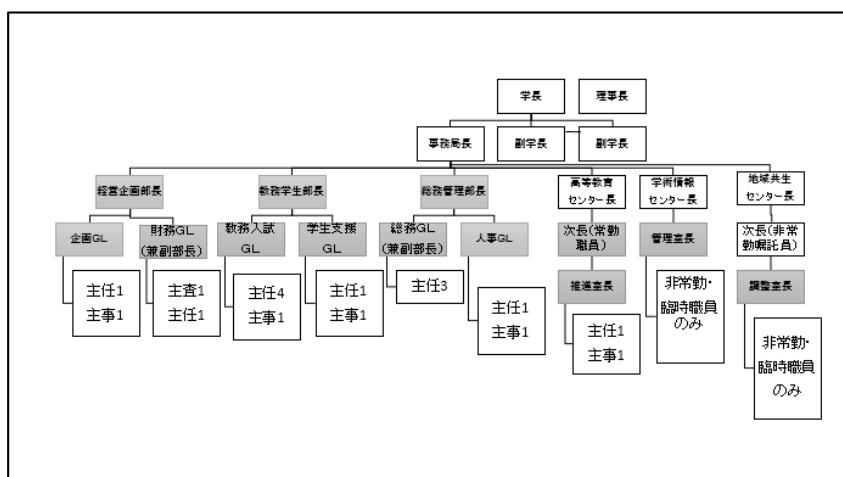 学長
理事長
事務局長
副学長
副学長
経営企画部長
教務学生部長
総務管理部長
高等教育
センター長
学術情報
センター長
地域共生
センター長
企画GL
財務GL
(兼副部長)
教務入試
GL
学生支援
GL
総務GL
(兼副部長)
人事GL
次長(常勤
職員)
管理室長
次長(非常
勤嘱託員)
推進室長
調整室長
主任1
主事1
主査1
主任1
主任4
主事1
主任1
主事1
主任3
主任1
主事1
主任1
主事1
非常勤・
臨時職員
のみ
非常勤・
臨時職員
のみ